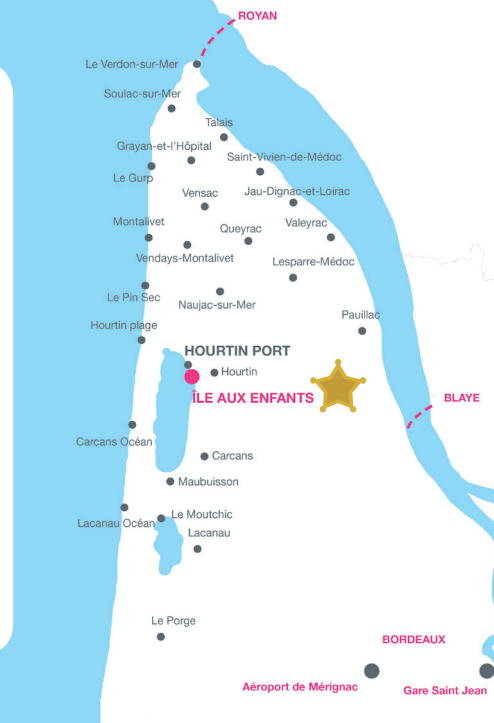 ROYAN
Le Verdon-sur-Mer
Soulac-sur-Mer
Talais
Grayan-et-l'Hôpital
Saint-Vivien-de-Médoc
Le Gurp
Vensac
Jau-Dignac-et-Loirac
Montalivet
Queyrac
Valeyrac
Vendays-Montalivet
Lesparre-Médoc
Le Pin Sec
Naujac-sur-Mer
Hourtin plage
Pauillac
HOURTIN PORT
Hourtin
ÎLE AUX ENFANTS
BLAYE
Carcans Océan
Carcans
Maubuisson
Lacanau Océan
Le Moutchic
Lacanau
Le Porge
BORDEAUX
Aéroport de Mérignac
Gare Saint Jean